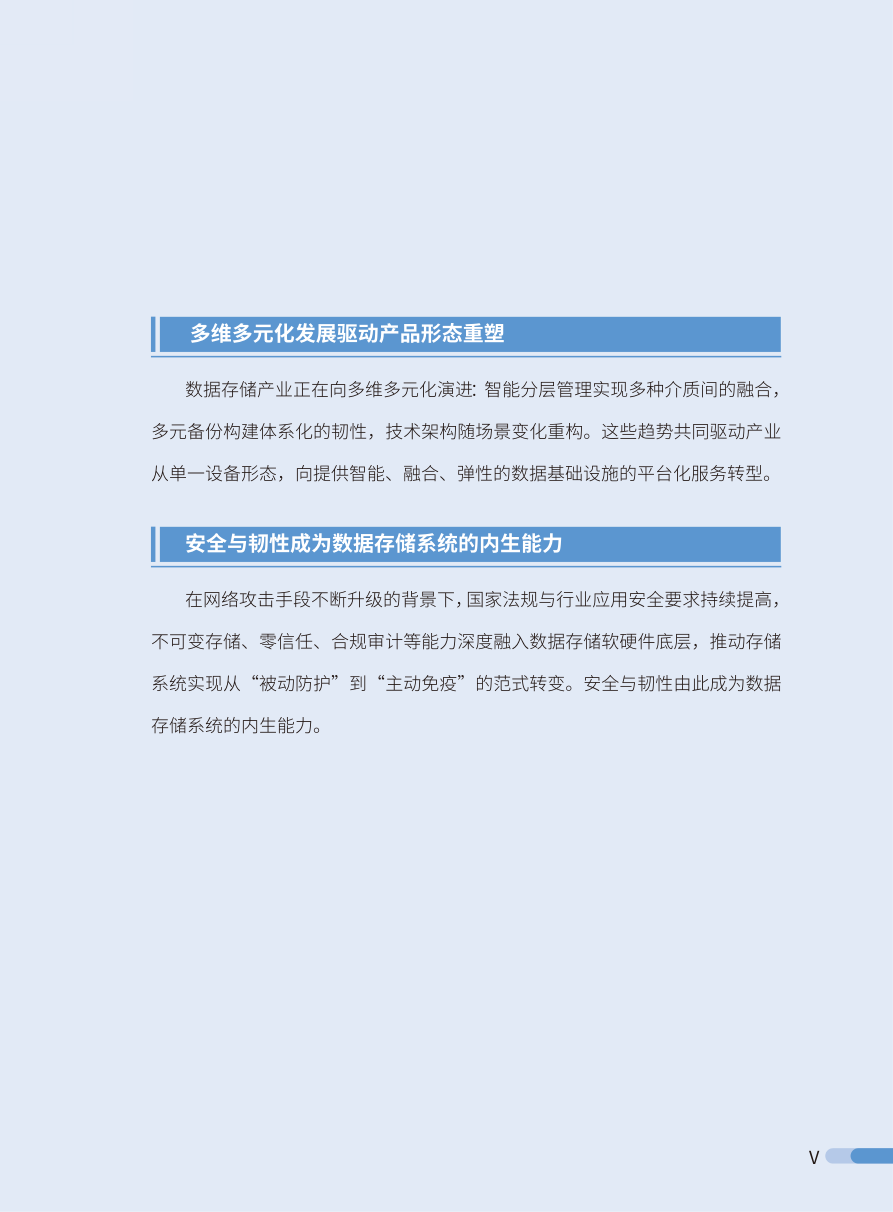 多维多元化发展驱动产品形态重塑
数据存储产业正在向多维多元化演进：智能分层管理实现多种介质间的融合，
多元备份构建体系化的韧性，技术架构随场景变化重构。这些趋势共同驱动产业
从单一设备形态，向提供智能、融合、弹性的数据基础设施的平台化服务转型。
安全与韧性成为数据存储系统的内生能力
在网络攻击手段不断升级的背景下，国家法规与行业应用安全要求持续提高，
不可变存储、零信任、合规审计等能力深度融入数据存储软硬件底层，推动存储
系统实现从“被动防护”到“主动免疫”的范式转变。安全与韧性由此成为数据
存储系统的内生能力。
V